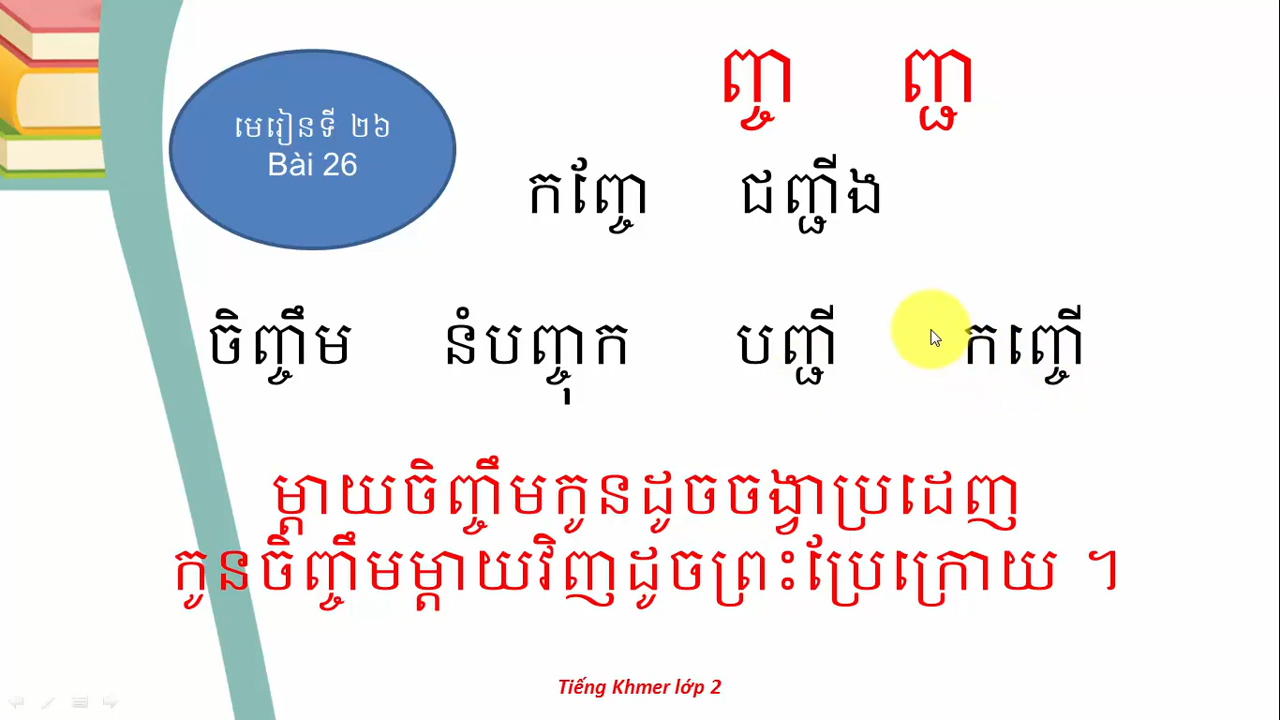 មេរៀនទី ២៦
Bài 26
ញ្ច ញ្ជ
កញ្ចែ ជញ្ជីង
ចិញ្ចឹម នំបញ្ចុក បញ្ជី កញ្ចើ
ម្ដាយចិញ្ចឹមកូនដូចចង្វាប្រដេញ
កូនចិញ្ចឹមម្ដាយវិញដូចព្រះប្រែក្រោយ ។
Tiếng Khmer lớp 2